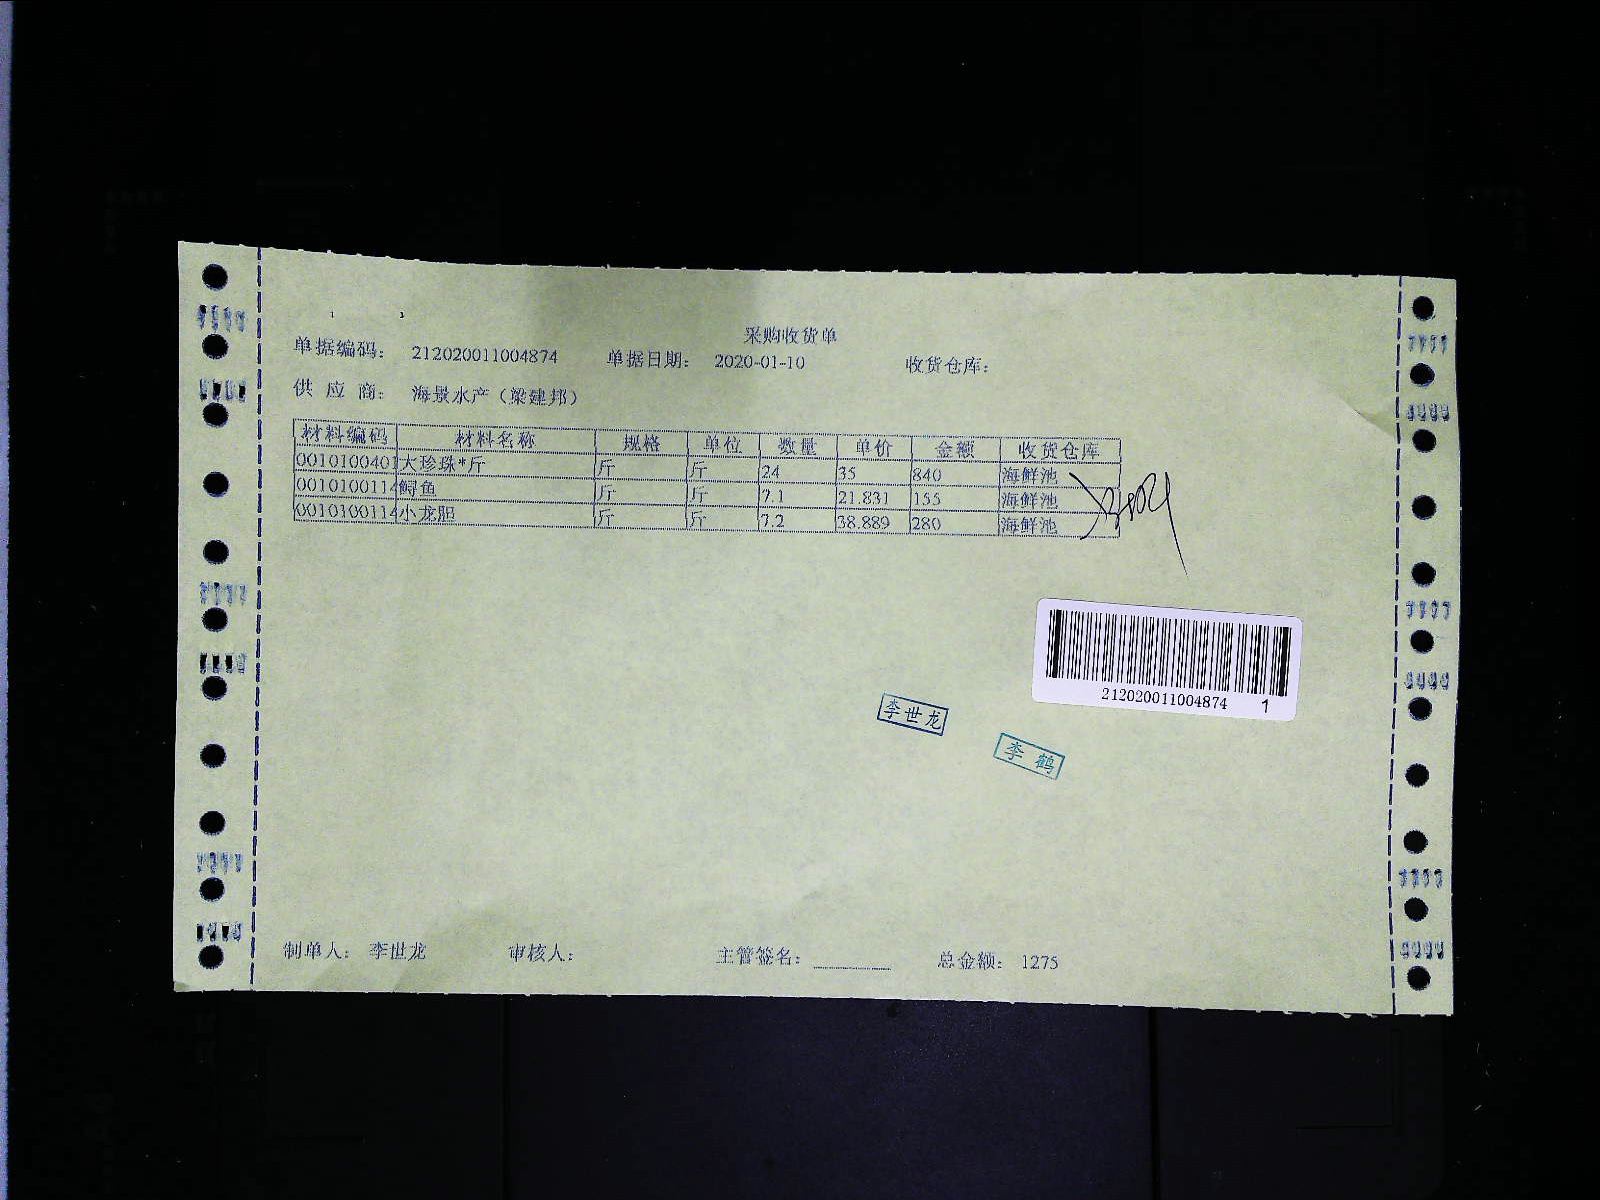 采购收货单
单据编码： 212020011004874 单据日期： 2020-01-10 收货仓库：
供 应 商： 海景水产（梁建邦）
材料编码 材料名称 规格 单位 数量 单价 金额 收货仓库
0010100401 大珍珠*斤 斤 斤 24 35 840 海鲜池
0010100114 鲟鱼 斤 斤 7.1 21.831 155 海鲜池
0010100114 小龙胆 斤 斤 7.2 38.889 280 海鲜池
212020011004874 1
李世龙
李鹤
制单人： 李世龙 审核人： 主管签名： 总金额： 1275